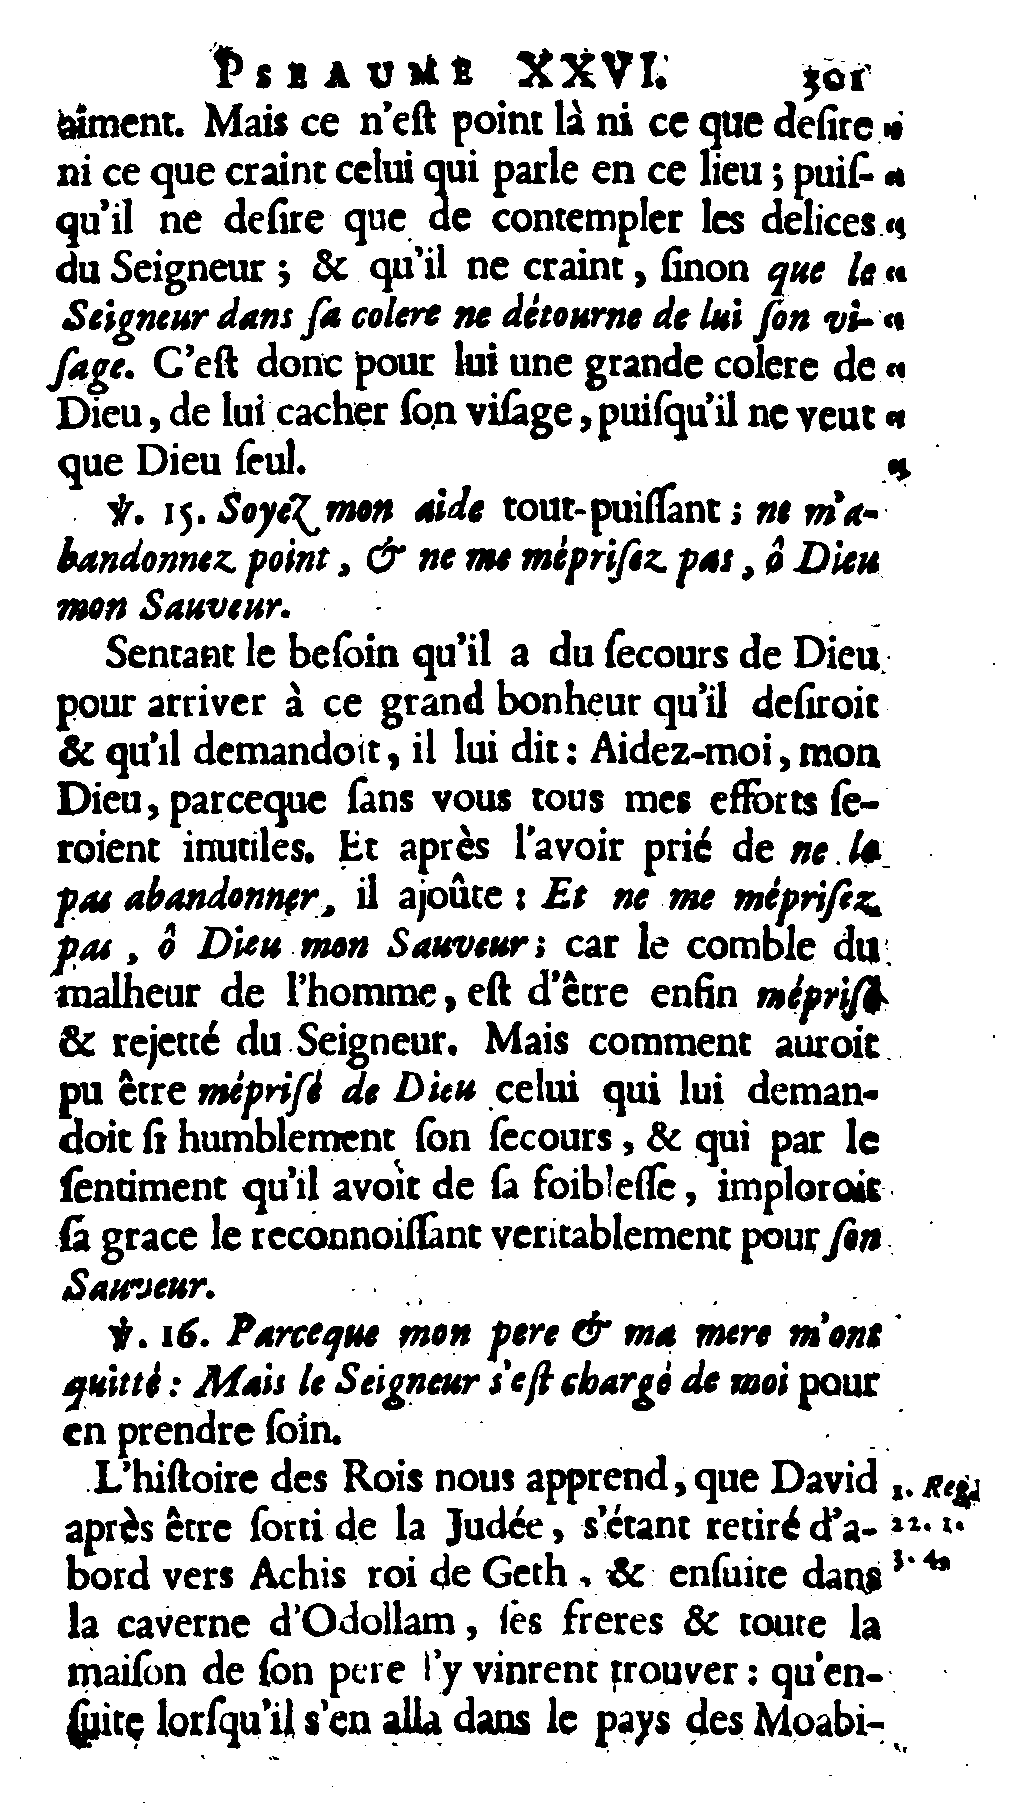 PSEAUME XXVI. 301
aiment. Mais ce n'eſt point là ni ce que deſire „
ni ce que craint celui qui parle en ce lieu ; puiſ- „
qu'il ne deſire que de contempler les delices „
du Seigneur ; & qu'il ne craint, ſinon que le „
Seigneur dans ſa colere ne détourne de lui ſon vi- „
ſage. C'eſt donc pour lui une grande colere de „
Dieu, de lui cacher ſon viſage, puiſqu'il ne veut „
que Dieu ſeul. „
℣. 15. Soyez mon aide tout-puiſſant ; ne m'a-
bandonnez point, & ne me mépriſez pas, ô Dieu
mon Sauveur.
Sentant le beſoin qu'il a du ſecours de Dieu
pour arriver à ce grand bonheur qu'il deſiroit
& qu'il demandoit, il lui dit : Aidez-moi, mon
Dieu, parceque ſans vous tous mes efforts ſe-
roient inutiles. Et après l'avoir prié de ne le
pas abandonner, il ajoûte : Et ne me mépriſez
pas, ô Dieu mon Sauveur ; car le comble du
malheur de l'homme, eſt d'être enfin mépriſé
& rejetté du Seigneur. Mais comment auroit
pu être mépriſé de Dieu celui qui lui deman-
doit ſi humblement ſon ſecours, & qui par le
ſentiment qu'il avoit de ſa foibleſſe, imploroit
ſa grace le reconnoiſſant veritablement pour ſon
Sauveur.
℣. 16. Parceque mon pere & ma mere m'ont
quitté : Mais le Seigneur s'eſt chargé de moi pour
en prendre ſoin.
L'hiſtoire des Rois nous apprend, que David 1. Reg.
après être ſorti de la Judée, s'étant retiré d'a- 22. 1.
bord vers Achis roi de Geth, & enſuite dans 3. 4.
la caverne d'Odollam, ſes freres & toute la
maiſon de ſon pere l'y vinrent trouver : qu'en-
ſuite lorſqu'il s'en alla dans le pays des Moabi-